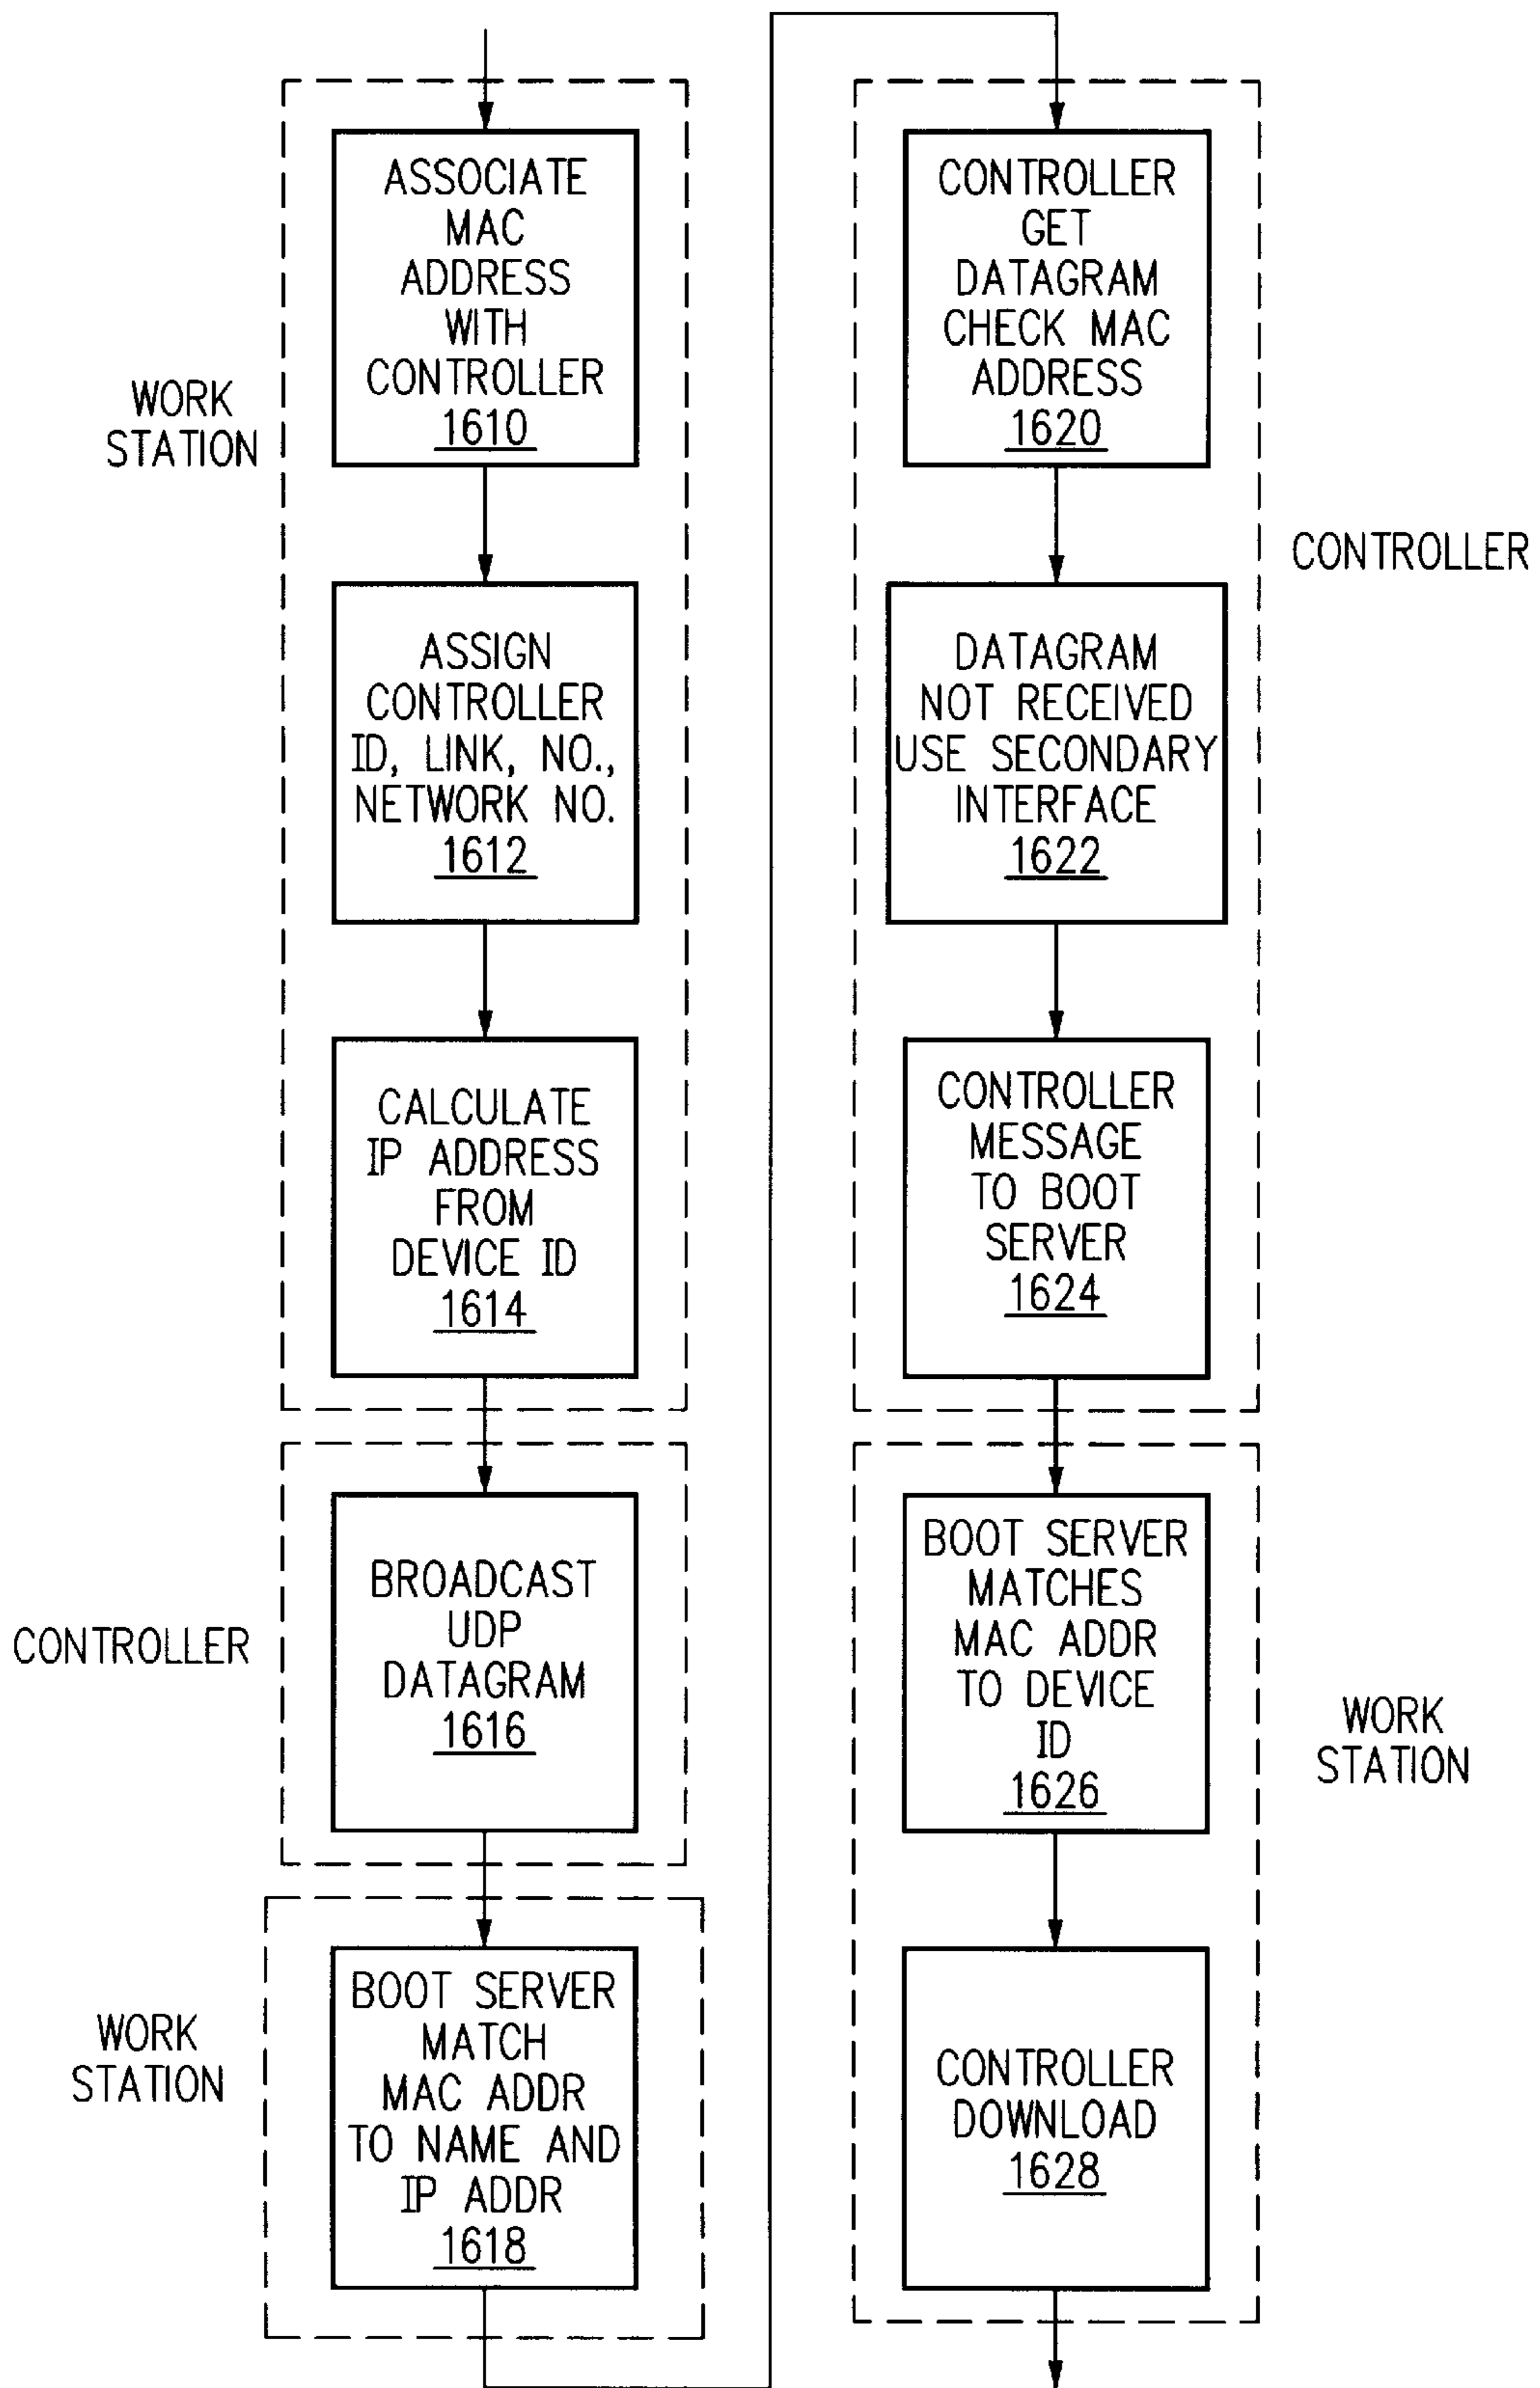 WORK
STATION
ASSOCIATE
MAC
ADDRESS
WITH
CONTROLLER
1610
ASSIGN
CONTROLLER
ID, LINK, NO.,
NETWORK NO.
1612
CALCULATE
IP ADDRESS
FROM
DEVICE ID
1614
CONTROLLER
BROADCAST
UDP
DATAGRAM
1616
WORK
STATION
BOOT SERVER
MATCH
MAC ADDR
TO NAME AND
IP ADDR
1618
CONTROLLER
GET
DATAGRAM
CHECK MAC
ADDRESS
1620
CONTROLLER
DATAGRAM
NOT RECEIVED
USE SECONDARY
INTERFACE
1622
CONTROLLER
MESSAGE
TO BOOT
SERVER
1624
BOOT SERVER
MATCHES
MAC ADDR
TO DEVICE
ID
1626
WORK
STATION
CONTROLLER
DOWNLOAD
1628